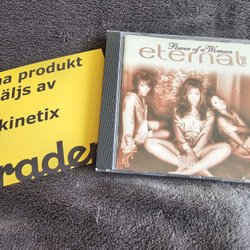 na produkt
äljs av
kinetix
rader
Power of a Woman
eternal